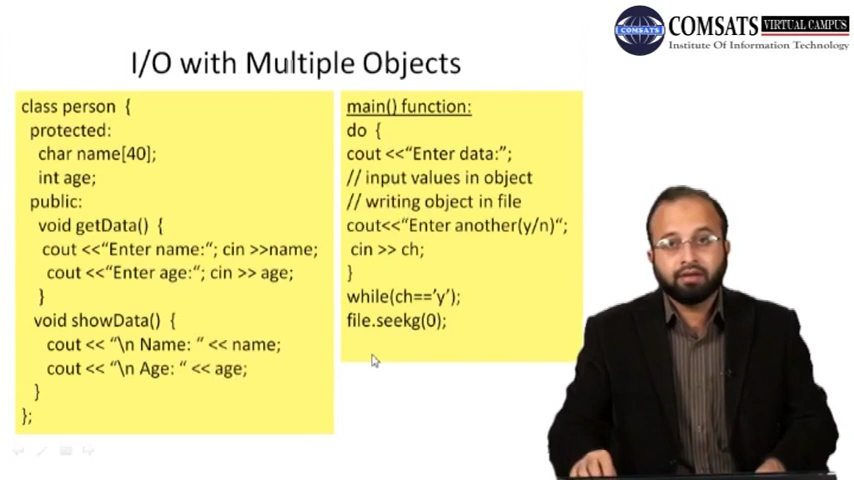 COMSATS VIRTUAL CAMPUS
COMSATS
Institute Of Information Technology
I/O with Multiple Objects
class person {
protected:
char name[40];
int age;
public:
void getData() {
cout <<“Enter name:“; cin >>name;
cout <<“Enter age:“; cin >> age;
}
void showData() {
cout << “\n Name: “ << name;
cout << “\n Age: “ << age;
}
};
main() function:
do {
cout <<“Enter data:”;
// input values in object
// writing object in file
cout<<“Enter another(y/n)“;
cin >> ch;
}
while(ch==’y’);
file.seekg(0);